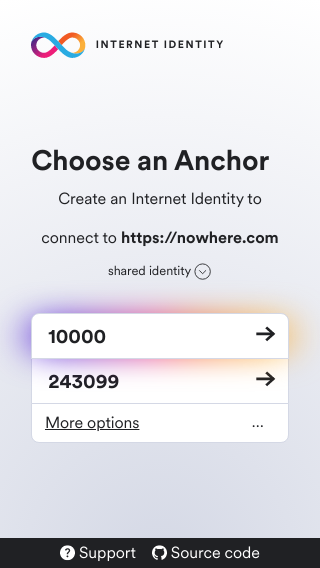 INTERNET IDENTITY
Choose an Anchor
Create an Internet Identity to
connect to https://nowhere.com
shared identity
10000
243099
More options ...
Support Source code